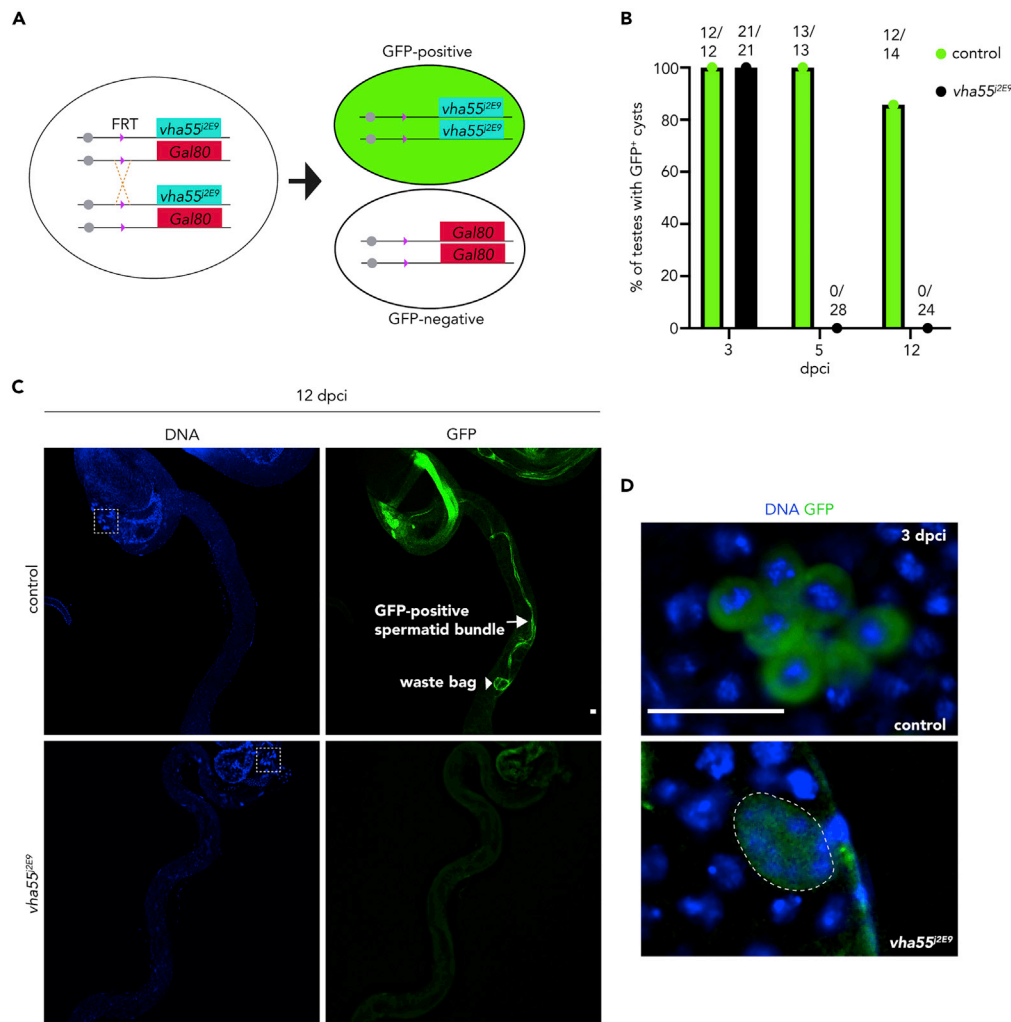 A
FRT
vha55j2E9
Gal80
vha55j2E9
Gal80
GFP-positive
vha55j2E9
vha55j2E9
Gal80
Gal80
GFP-negative
B
12/
12
21/
21
13/
13
0/
28
12/
14
0/
24
control
vha55j2E9
% of testes with GFP+ cysts
100
80
60
40
20
0
3
5
12
dpci
C
12 dpci
DNA
GFP
control
GFP-positive
spermatid bundle
waste bag
vha55j2E9
D
DNA GFP
3 dpci
control
vha55j2E9